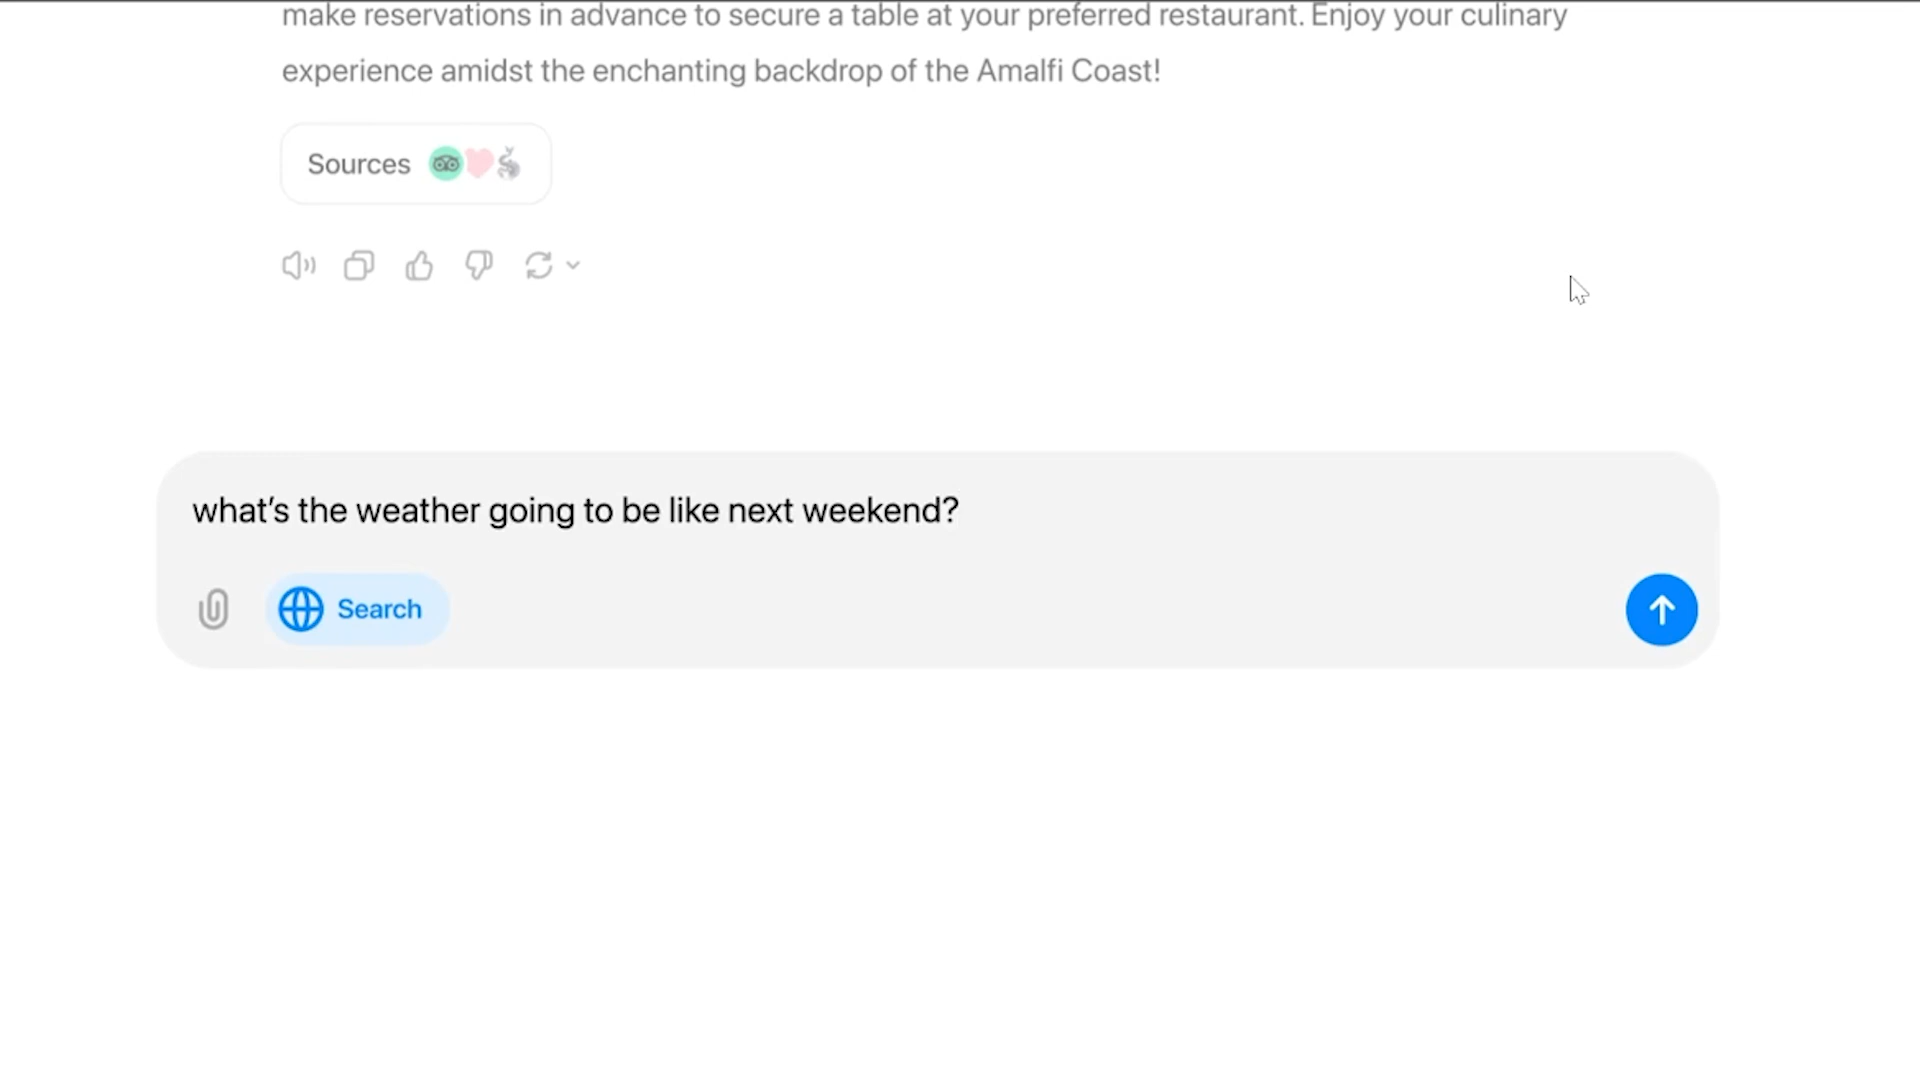 make reservations in advance to secure a table at your preferred restaurant. Enjoy your culinary
experience amidst the enchanting backdrop of the Amalfi Coast!
Sources
what's the weather going to be like next weekend?
Search